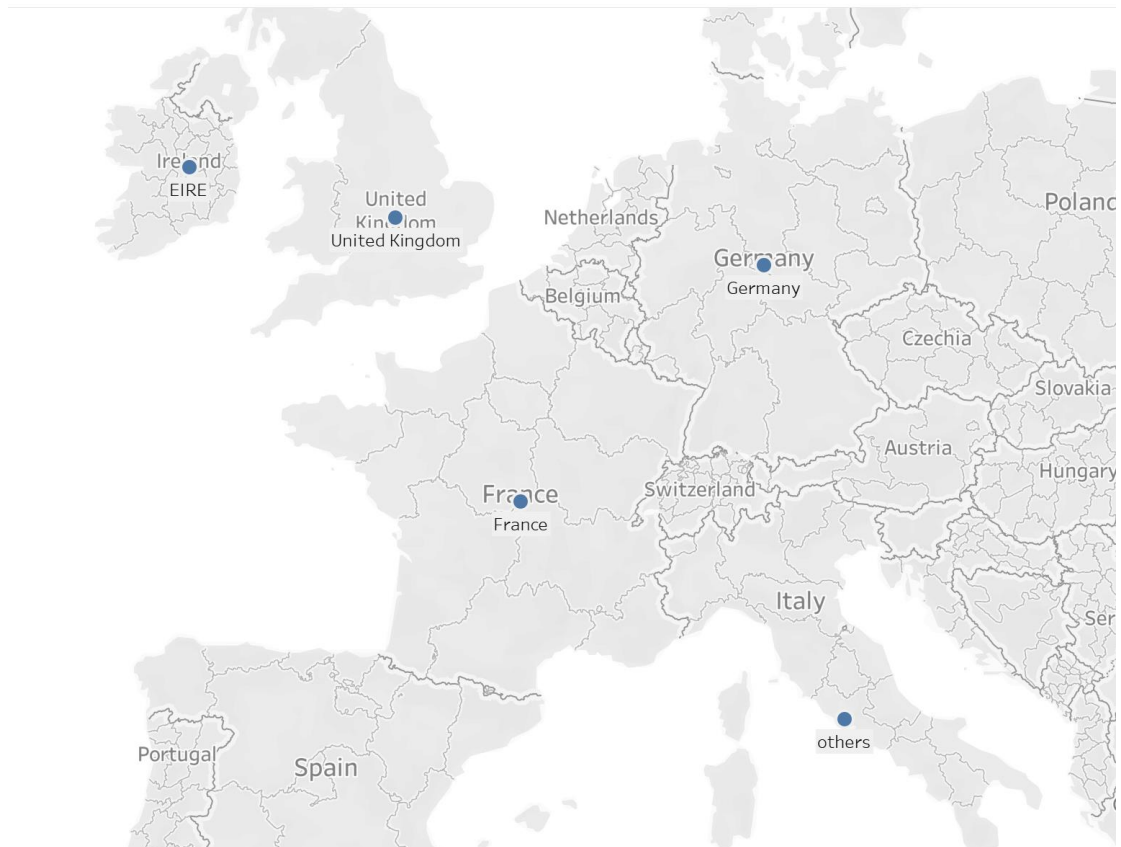 Ireland
EIRE
United
Kingdom
United Kingdom
Netherlands
Belgium
Germany
Germany
Poland
Czechia
Slovakia
Austria
Hungary
Switzerland
France
France
Italy
Ser
others
Portugal
Spain